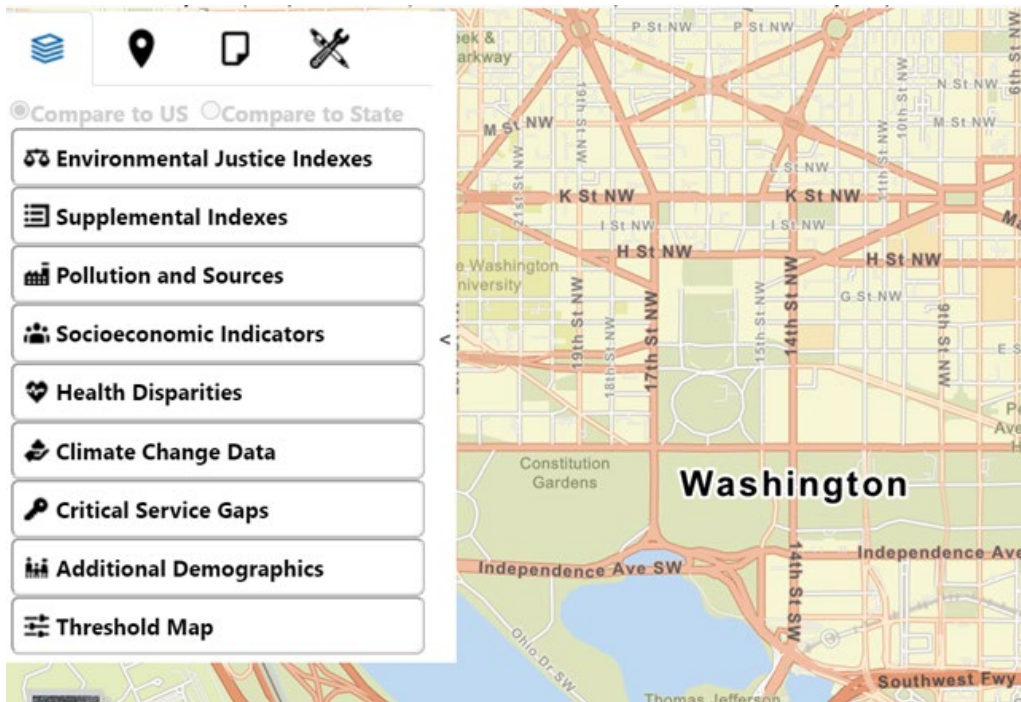 Compare to US Compare to State
Environmental Justice Indexes
Supplemental Indexes
Pollution and Sources
Socioeconomic Indicators
Health Disparities
Climate Change Data
Critical Service Gaps
Additional Demographics
Threshold Map
<
P St NW
P St NW
6th St NW
arkway
19th St NW
10th St NW
N St NW
M St NW
M St NW
L St NW
21st St NW
11th St NW
K St NW
K St NW
I St NW
I St NW
H St NW
H St NW
Washington
niversity
G St NW
19th St NW
18th St NW
17th St NW
15th St NW
14th St NW
9th St NW
E S
Constitution
Gardens
Washington
Independence Ave SW
14th St SW
Independence Ave
Ohio Dr SW
Southwest Fwy
Thomas Jefferson